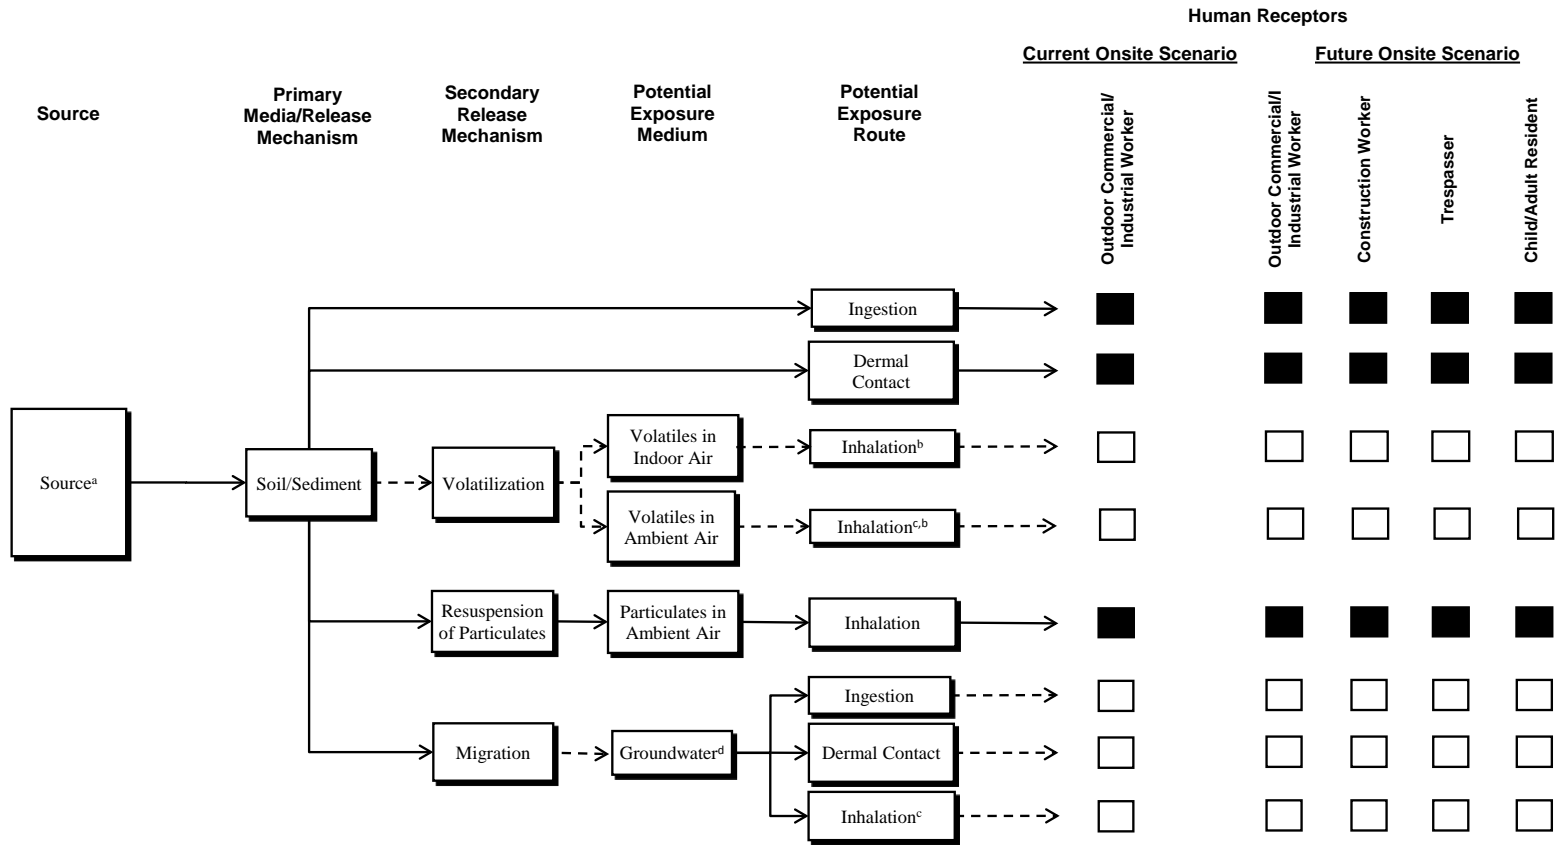 Human Receptors
Current Onsite Scenario
Future Onsite Scenario
Source
Primary
Media/Release
Mechanism
Secondary
Release
Mechanism
Potential
Exposure
Medium
Potential
Exposure
Route
Outdoor Commercial/
Industrial Worker
Outdoor Commercial/I
Industrial Worker
Construction Worker
Trespasser
Child/Adult Resident
Ingestion
Dermal
Contact
Sourceᵃ
Soil/Sediment
Volatilization
Volatiles in
Indoor Air
Inhalationᵇ
Volatiles in
Ambient Air
Inhalationᶜ,ᵇ
Resuspension
of Particulates
Particulates in
Ambient Air
Inhalation
Migration
Groundwaterᵈ
Ingestion
Dermal Contact
Inhalationᶜ